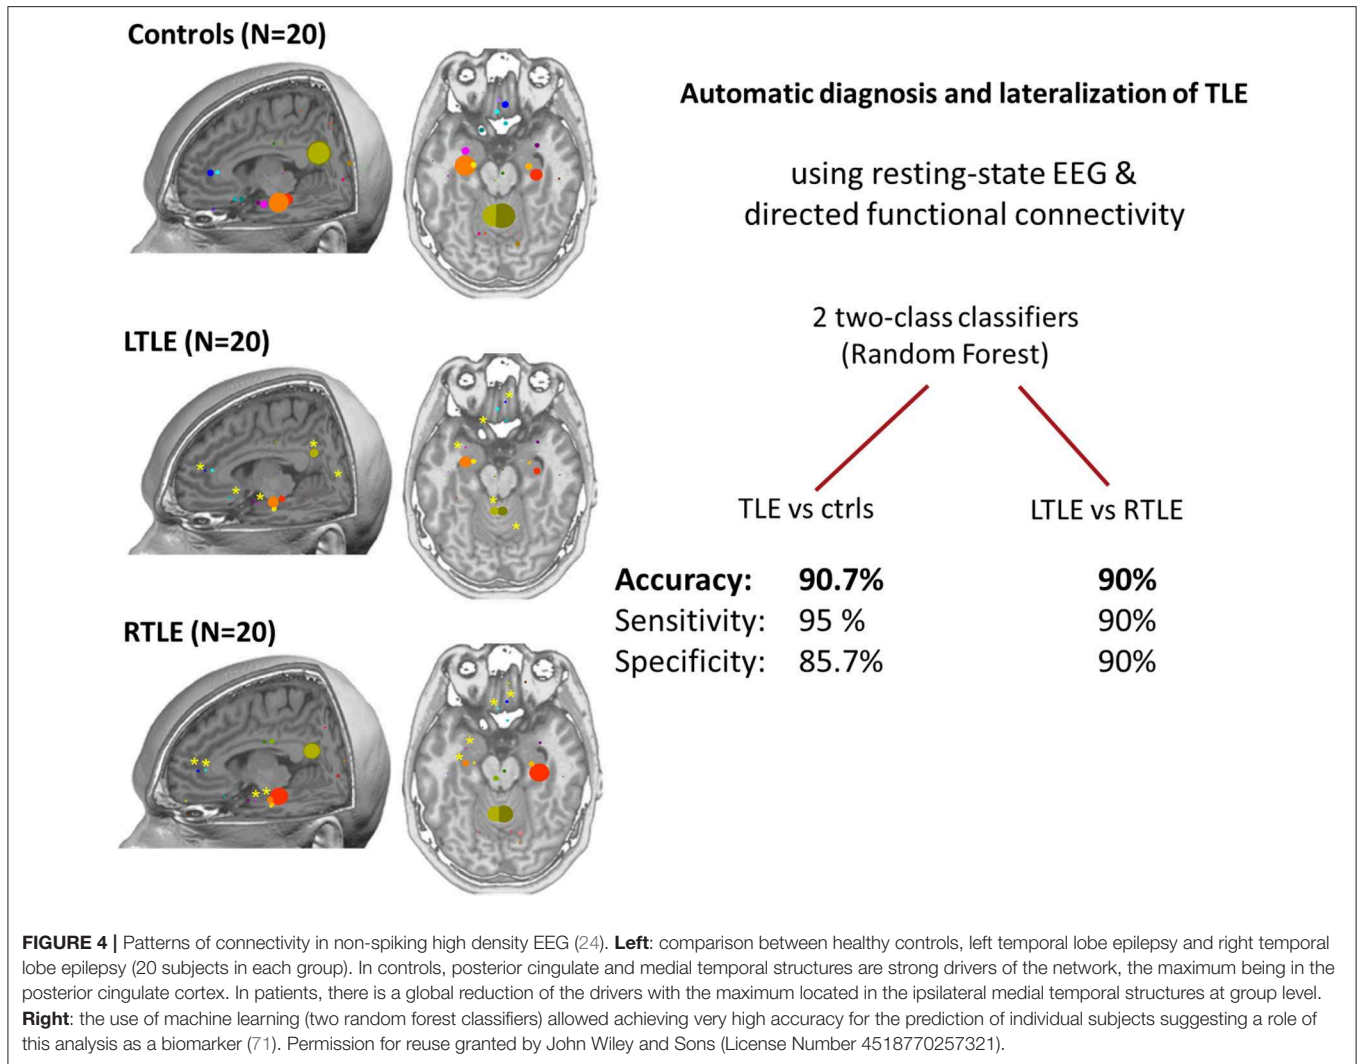 Controls (N=20)
Automatic diagnosis and lateralization of TLE
using resting-state EEG &
directed functional connectivity
LTLE (N=20)
2 two-class classifiers
(Random Forest)
TLE vs ctrls LTLE vs RTLE
Accuracy: 90.7% 90%
Sensitivity: 95 % 90%
Specificity: 85.7% 90%
RTLE (N=20)
FIGURE 4 | Patterns of connectivity in non-spiking high density EEG (24). Left: comparison between healthy controls, left temporal lobe epilepsy and right temporal
lobe epilepsy (20 subjects in each group). In controls, posterior cingulate and medial temporal structures are strong drivers of the network, the maximum being in the
posterior cingulate cortex. In patients, there is a global reduction of the drivers with the maximum located in the ipsilateral medial temporal structures at group level.
Right: the use of machine learning (two random forest classifiers) allowed achieving very high accuracy for the prediction of individual subjects suggesting a role of
this analysis as a biomarker (71). Permission for reuse granted by John Wiley and Sons (License Number 4518770257321).